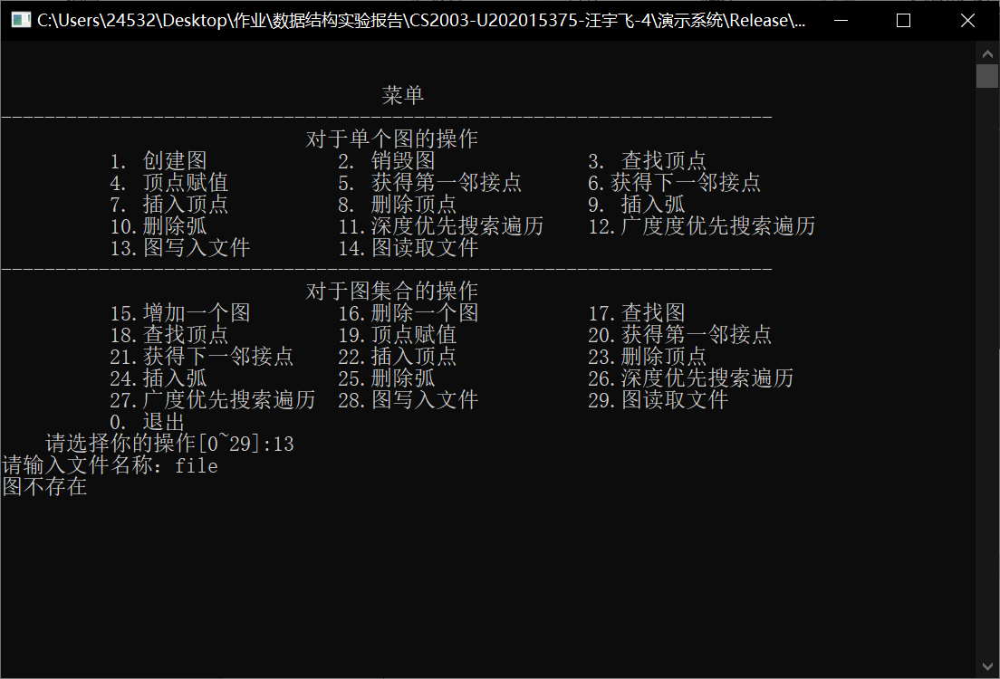 C:\Users\24532\Desktop\作业\数据结构实验报告\CS2003-U202015375-汪宇飞-4\演示系统\Release\...
菜单
-----------------------------------------------------------------------
对于单个图的操作
1. 创建图 2. 销毁图 3. 查找顶点
4. 顶点赋值 5. 获得第一邻接点 6.获得下一邻接点
7. 插入顶点 8. 删除顶点 9. 插入弧
10.删除弧 11.深度优先搜索遍历 12.广度度优先搜索遍历
13.图写入文件 14.图读取文件
-----------------------------------------------------------------------
对于图集合的操作
15.增加一个图 16.删除一个图 17.查找图
18.查找顶点 19.顶点赋值 20.获得第一邻接点
21.获得下一邻接点 22.插入顶点 23.删除顶点
24.插入弧 25.删除弧 26.深度优先搜索遍历
27.广度优先搜索遍历 28.图写入文件 29.图读取文件
0. 退出
请选择你的操作[0~29]:13
请输入文件名称：file
图不存在